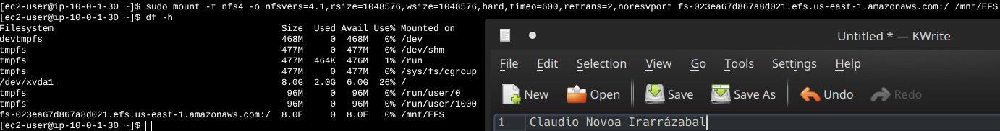 [ec2-user@ip-10-0-1-30 ~]$ sudo mount -t nfs4 -o nfsvers=4.1,rsize=1048576,wsize=1048576,hard,timeo=600,retrans=2,noresvport fs-023ea67d867a8d021.efs.us-east-1.amazonaws.com:/ /mnt/EFS
[ec2-user@ip-10-0-1-30 ~]$ df -h
Filesystem Size Used Avail Use% Mounted on
devtmpfs 468M 0 468M 0% /dev
tmpfs 477M 0 477M 0% /dev/shm
tmpfs 477M 464K 476M 1% /run
tmpfs 477M 0 477M 0% /sys/fs/cgroup
/dev/xvda1 8.0G 2.0G 6.0G 26% /
tmpfs 96M 0 96M 0% /run/user/0
tmpfs 96M 0 96M 0% /run/user/1000
fs-023ea67d867a8d021.efs.us-east-1.amazonaws.com:/ 8.0E 0 8.0E 0% /mnt/EFS
[ec2-user@ip-10-0-1-30 ~]$
Untitled * — KWrite
File Edit Selection View Go Tools Settings Help
New Open Save Save As Undo Redo
1 Claudio Novoa Irarrázabal